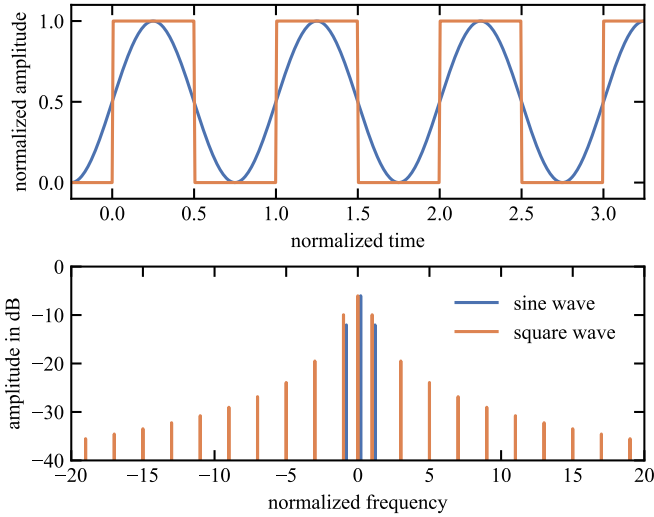 1.0
0.5
0.0
normalized amplitude
0.0 0.5 1.0 1.5 2.0 2.5 3.0
normalized time
0
−10
−20
−30
−40
amplitude in dB
sine wave
square wave
−20 −15 −10 −5 0 5 10 15 20
normalized frequency